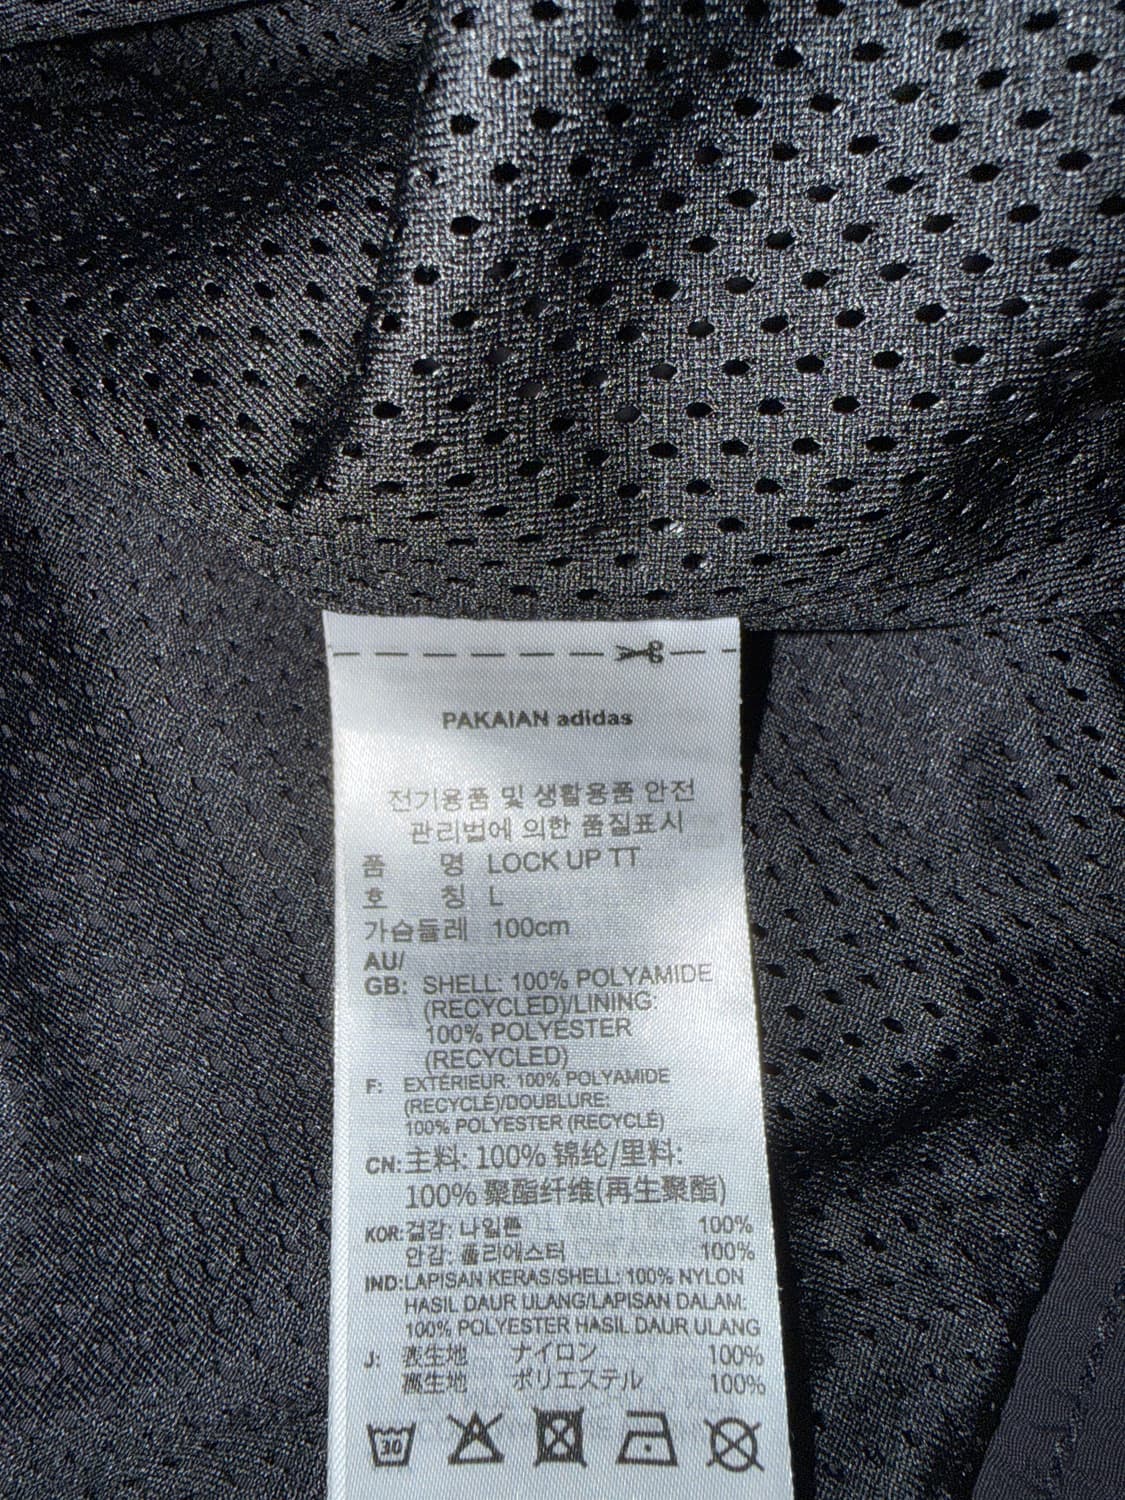 PAKAIAN adidas
전기용품 및 생활용품 안전
관리법에 의한 품질표시
품 명 LOCK UP TT
호 칭 L
가슴둘레 100cm
AU/
GB: SHELL: 100% POLYAMIDE
(RECYCLED)/LINING:
100% POLYESTER
(RECYCLED)
F: EXTÉRIEUR: 100% POLYAMIDE
(RECYCLÉ)/DOUBLURE:
100% POLYESTER (RECYCLÉ)
CN: 主料: 100% 锦纶/里料:
100% 聚酯纤维(再生聚酯)
KOR: 겉감: 나일론 100%
안감: 폴리에스터 100%
IND: LAPISAN KERAS/SHELL: 100% NYLON
HASIL DAUR ULANG/LAPISAN DALAM:
100% POLYESTER HASIL DAUR ULANG
J: 表生地 ナイロン 100%
裏生地 ポリエステル 100%
30